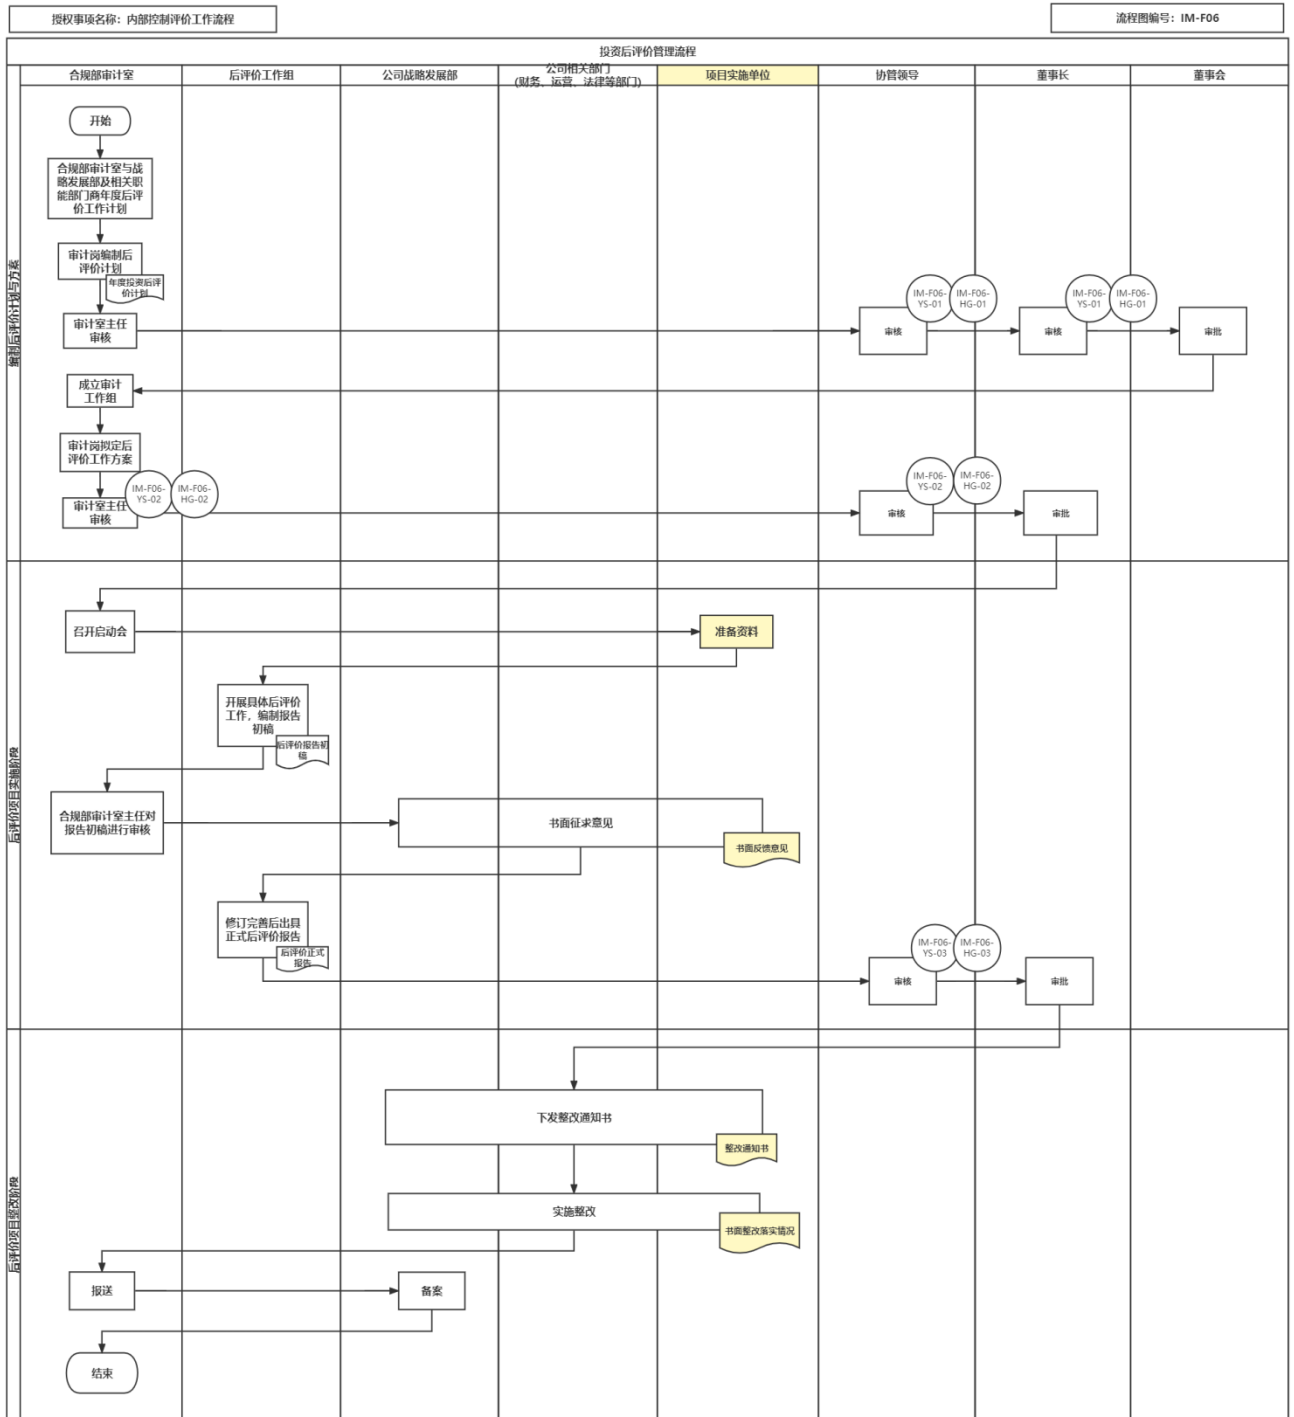 授权事项名称：内部控制评价工作流程
流程图编号：IM-F06
投资后评价管理流程
合规部审计室
后评价工作组
公司战略发展部
公司相关部门
(财务、运营、法律等部门)
项目实施单位
协管领导
董事长
董事会
编制后评价计划与方案
开始
合规部审计室与战
略发展部及相关职
能部门商年度后评
价工作计划
审计岗编制后
评价计划
年度投资后评
价计划
审计室主任
审核
审核
IM-F06-
YS-01
IM-F06-
HG-01
审核
IM-F06-
YS-01
IM-F06-
HG-01
审批
成立审计
工作组
审计岗拟定后
评价工作方案
审计室主任
审核
IM-F06-
YS-02
IM-F06-
HG-02
审核
IM-F06-
YS-02
IM-F06-
HG-02
审批
后评价项目实施阶段
召开启动会
准备资料
开展具体后评价
工作，编制报告
初稿
后评价报告初
稿
合规部审计室主任对
报告初稿进行审核
书面征求意见
书面反馈意见
修订完善后出具
正式后评价报告
后评价正式
报告
审核
IM-F06-
YS-03
IM-F06-
HG-03
审批
后评价项目整改阶段
下发整改通知书
整改通知书
实施整改
书面整改落实情况
报送
备案
结束